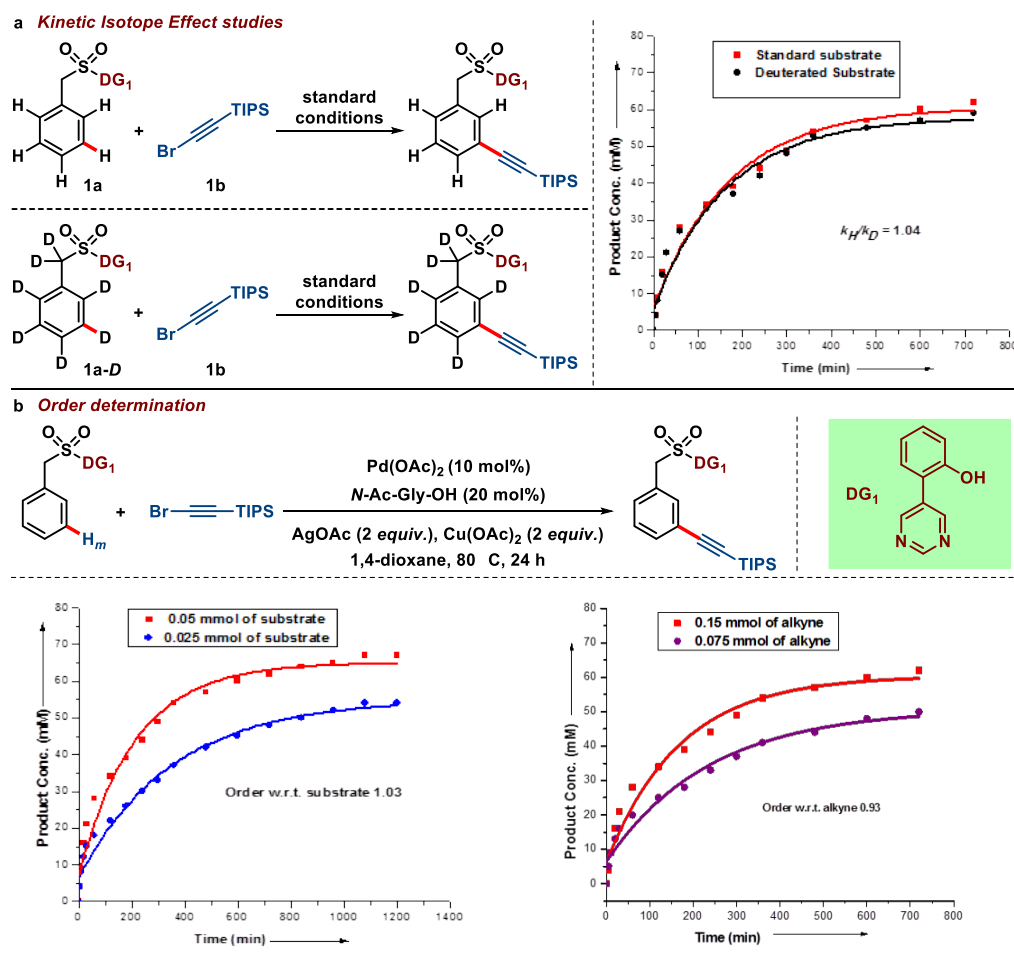 a Kinetic Isotope Effect studies
O O
S
DG1
H H
H H
H
1a
+
TIPS
Br
1b
standard
conditions
O O
S
DG1
H H
H
H
TIPS
D
D
O O
S
DG1
D D
D D
D
1a-D
+
TIPS
Br
1b
standard
conditions
D
D
O O
S
DG1
D D
D
D
TIPS
Product Conc. (mM)
80
70
60
50
40
30
20
10
0
Standard substrate
Deuterated Substrate
kH/kD = 1.04
0 100 200 300 400 500 600 700 800
Time (min)
b Order determination
O O
S
DG1
Hm
+
Br
TIPS
Pd(OAc)2 (10 mol%)
N-Ac-Gly-OH (20 mol%)
AgOAc (2 equiv.), Cu(OAc)2 (2 equiv.)
1,4-dioxane, 80 C, 24 h
O O
S
DG1
TIPS
DG1
OH
N N
Product Conc. (mM)
80
70
60
50
40
30
20
10
0
0.05 mmol of substrate
0.025 mmol of substrate
Order w.r.t. substrate 1.03
0 200 400 600 800 1000 1200 1400
Time (min)
Product Conc. (mM)
80
70
60
50
40
30
20
10
0
0.15 mmol of alkyne
0.075 mmol of alkyne
Order w.r.t. alkyne 0.93
0 100 200 300 400 500 600 700 800
Time (min)